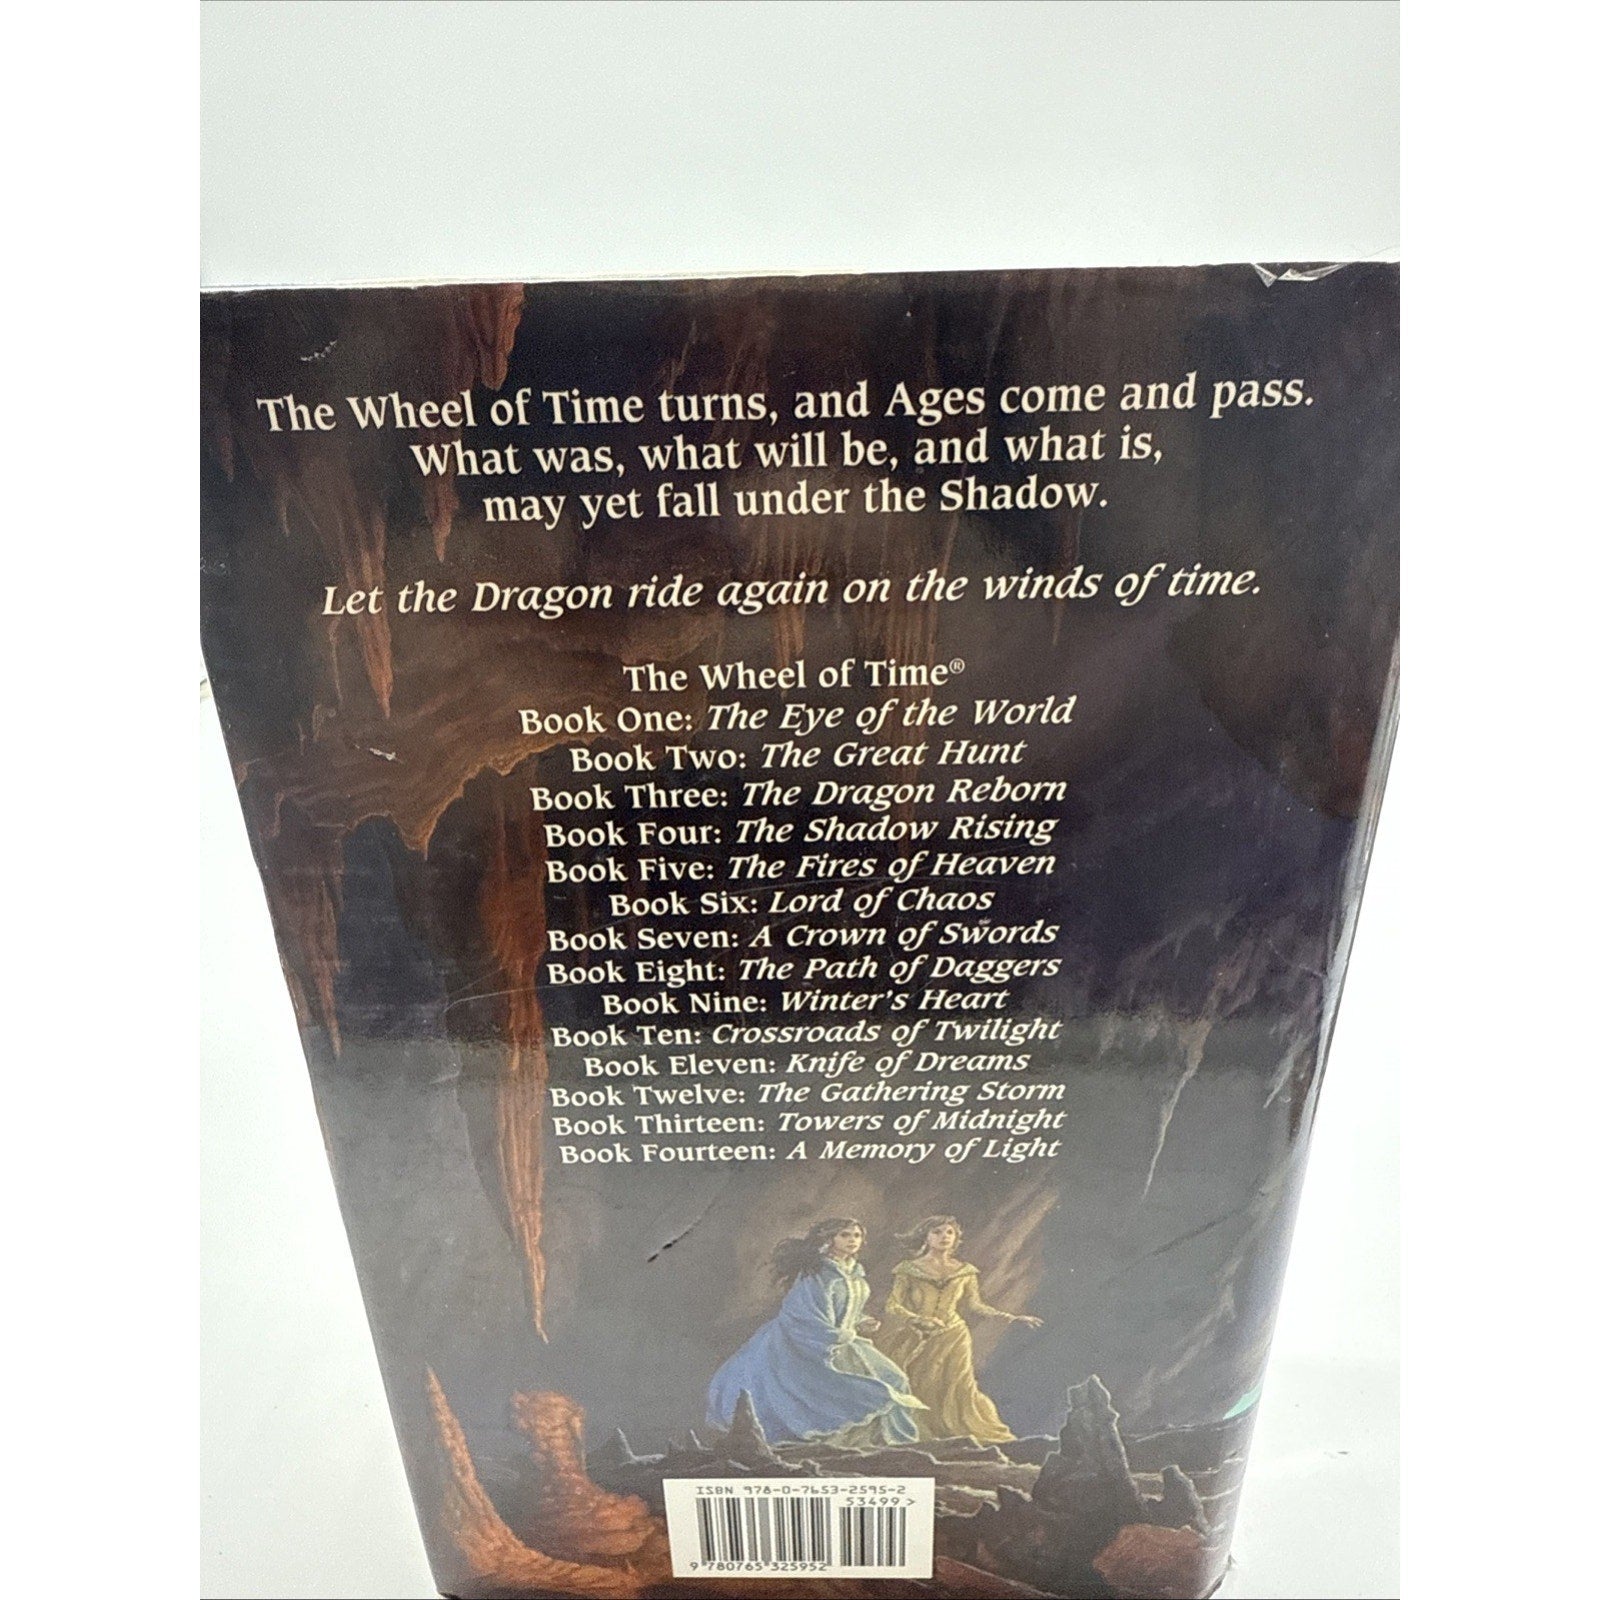 The Wheel of Time turns, and Ages come and pass.
What was, what will be, and what is,
may yet fall under the Shadow.
Let the Dragon ride again on the winds of time.
The Wheel of Time®
Book One: The Eye of the World
Book Two: The Great Hunt
Book Three: The Dragon Reborn
Book Four: The Shadow Rising
Book Five: The Fires of Heaven
Book Six: Lord of Chaos
Book Seven: A Crown of Swords
Book Eight: The Path of Daggers
Book Nine: Winter's Heart
Book Ten: Crossroads of Twilight
Book Eleven: Knife of Dreams
Book Twelve: The Gathering Storm
Book Thirteen: Towers of Midnight
Book Fourteen: A Memory of Light
ISBN 978-0-7653-2595-2
53499>
9 780765 325952